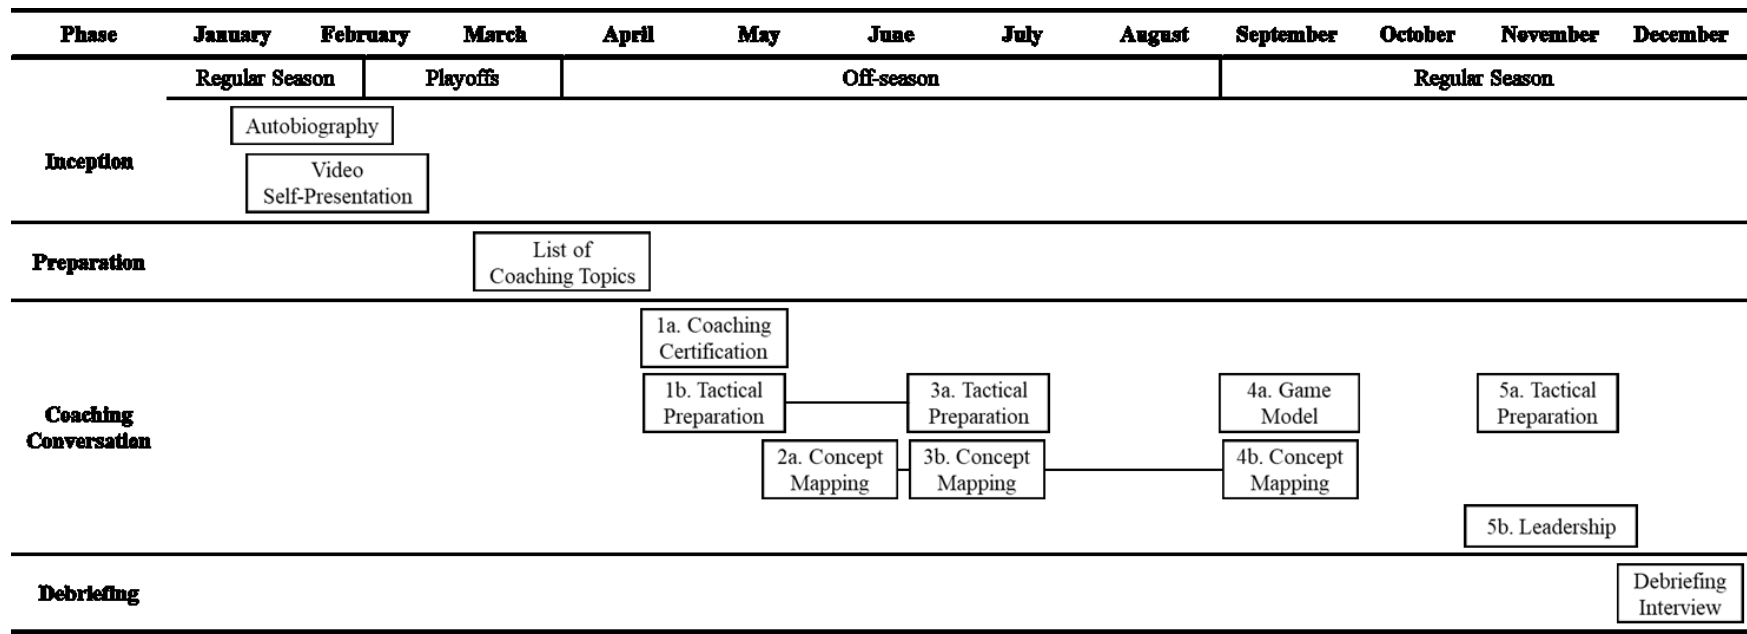 Phase January February March April May June July August September October November December
Regular Season Playoffs Off-season Regular Season
Autobiography
Inception
Video
Self-Presentation
Preparation
List of
Coaching Topics
Coaching
Conversation
1a. Coaching
Certification
1b. Tactical
Preparation
3a. Tactical
Preparation
4a. Game
Model
5a. Tactical
Preparation
2a. Concept
Mapping
3b. Concept
Mapping
4b. Concept
Mapping
5b. Leadership
Debriefing
Debriefing
Interview